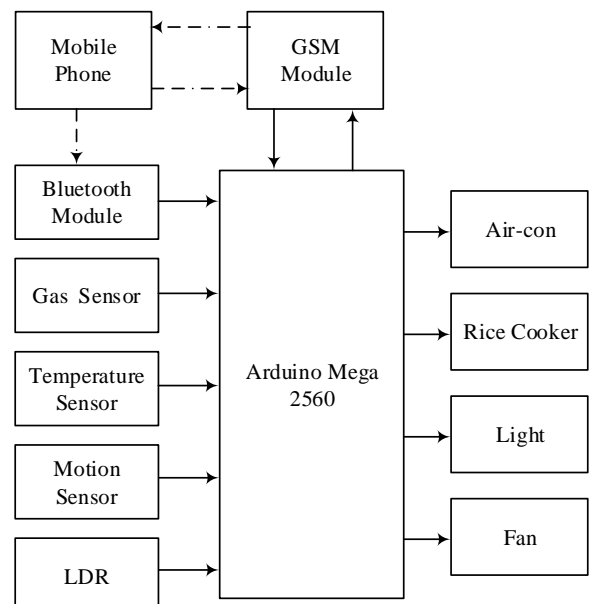 Mobile
Phone
GSM
Module
Bluetooth
Module
Gas Sensor
Temperature
Sensor
Motion
Sensor
LDR
Arduino Mega
2560
Air-con
Rice Cooker
Light
Fan